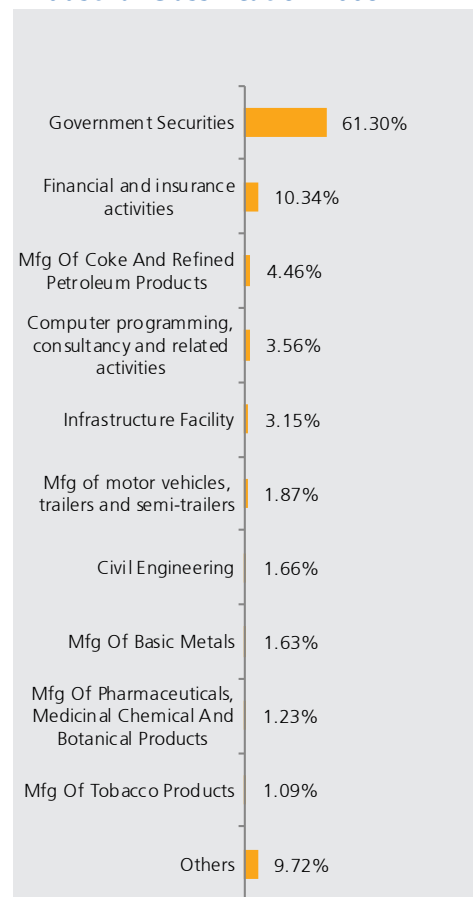 Government Securities
61.30%
Financial and insurance
activities
10.34%
Mfg Of Coke And Refined
Petroleum Products
4.46%
Computer programming,
consultancy and related
activities
3.56%
Infrastructure Facility
3.15%
Mfg of motor vehicles,
trailers and semi-trailers
1.87%
Civil Engineering
1.66%
Mfg Of Basic Metals
1.63%
Mfg Of Pharmaceuticals,
Medicinal Chemical And
Botanical Products
1.23%
Mfg Of Tobacco Products
1.09%
Others
9.72%